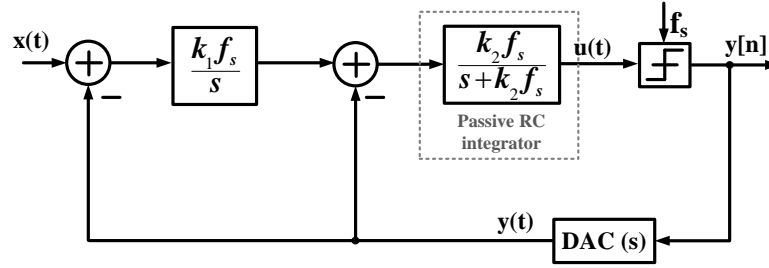 x(t)
+
−
k₁fₛ
s
+
−
k₂fₛ
s+k₂fₛ
Passive RC
integrator
u(t)
fₛ
y[n]
y(t)
DAC (s)